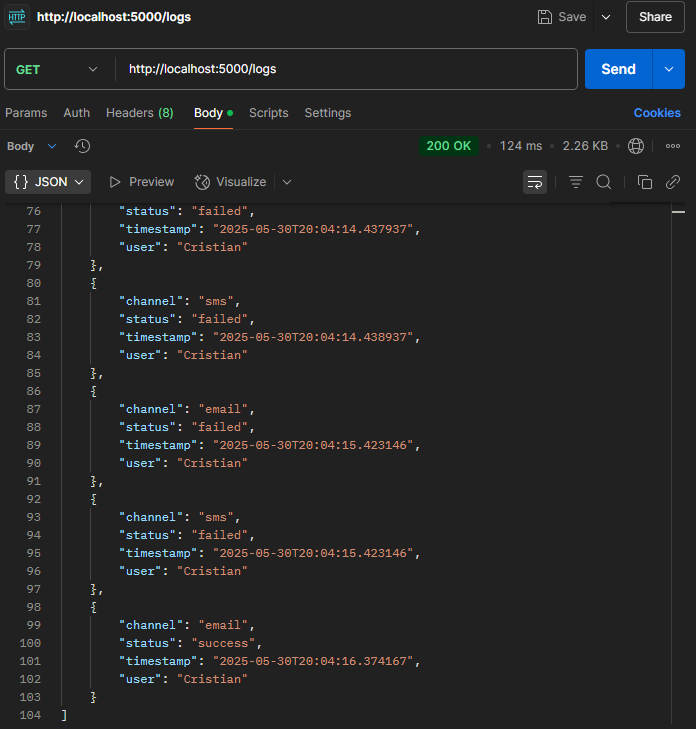 HTTP http://localhost:5000/logs Save Share
GET http://localhost:5000/logs Send
Params Auth Headers (8) Body Scripts Settings Cookies
Body 200 OK • 124 ms • 2.26 KB •
{} JSON Preview Visualize
76 "status": "failed",
77 "timestamp": "2025-05-30T20:04:14.437937",
78 "user": "Cristian"
79 },
80 {
81 "channel": "sms",
82 "status": "failed",
83 "timestamp": "2025-05-30T20:04:14.438937",
84 "user": "Cristian"
85 },
86 {
87 "channel": "email",
88 "status": "failed",
89 "timestamp": "2025-05-30T20:04:15.423146",
90 "user": "Cristian"
91 },
92 {
93 "channel": "sms",
94 "status": "failed",
95 "timestamp": "2025-05-30T20:04:15.423146",
96 "user": "Cristian"
97 },
98 {
99 "channel": "email",
100 "status": "success",
101 "timestamp": "2025-05-30T20:04:16.374167",
102 "user": "Cristian"
103 }
104 ]